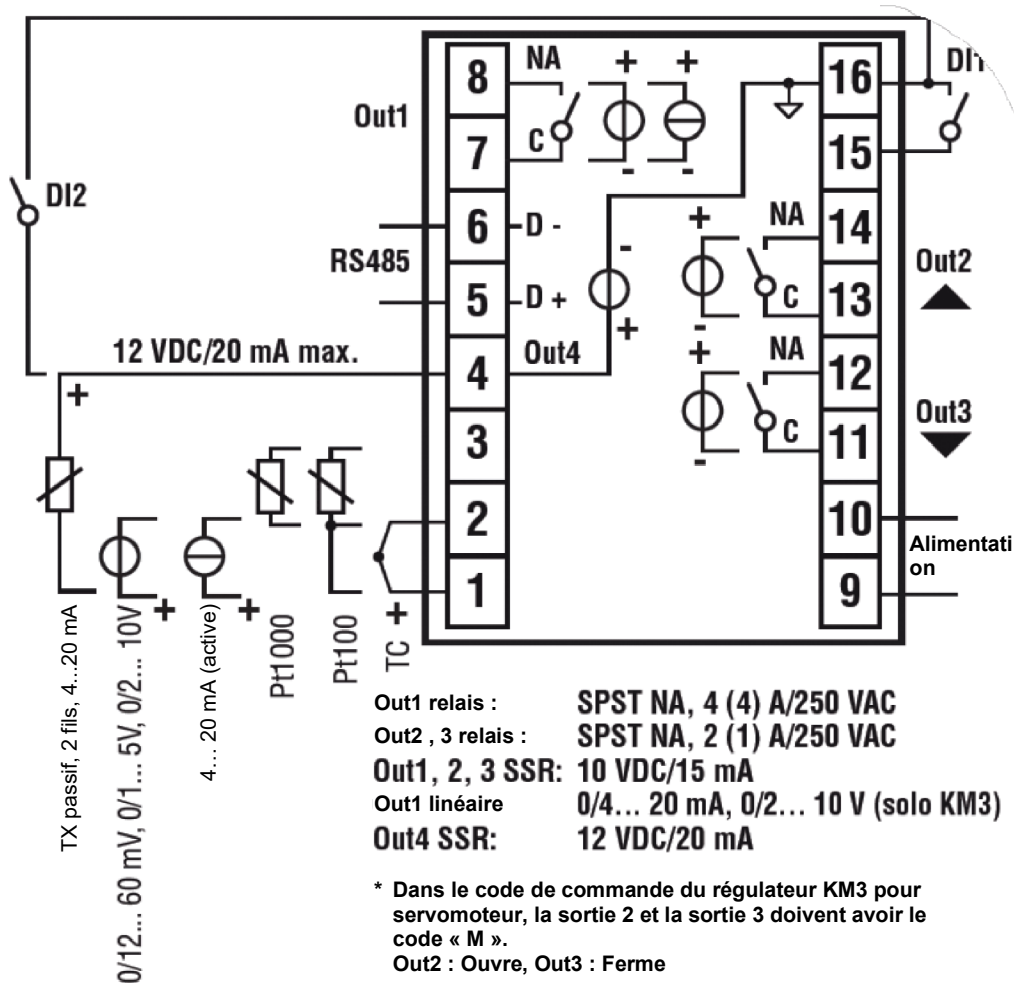 8
NA
+
+
16
DI1
Out1
7
C
-
-
15
DI2
6
D -
+
NA
14
RS485
-
Out2
5
D +
C
13
-
+
+
12 VDC/20 mA max.
Out4
NA
4
12
+
Out3
3
C
11
-
2
10
Alimentati
on
1
9
+
+
+
TX passif, 2 fils, 4...20 mA
0/12... 60 mV, 0/1... 5V, 0/2... 10V
4... 20 mA (active)
Pt1000
Pt100
TC
Out1 relais : SPST NA, 4 (4) A/250 VAC
Out2 , 3 relais : SPST NA, 2 (1) A/250 VAC
Out1, 2, 3 SSR: 10 VDC/15 mA
Out1 linéaire 0/4... 20 mA, 0/2... 10 V (solo KM3)
Out4 SSR: 12 VDC/20 mA
* Dans le code de commande du régulateur KM3 pour
servomoteur, la sortie 2 et la sortie 3 doivent avoir le
code « M ».
Out2 : Ouvre, Out3 : Ferme